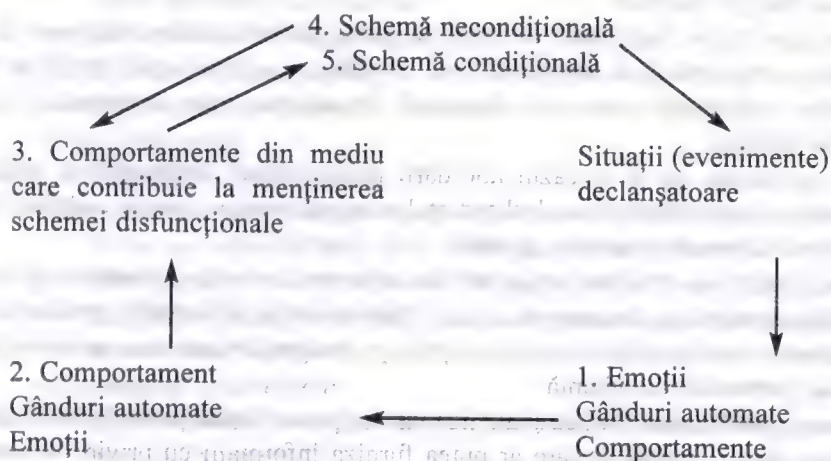 4. Schemă necondiţională
5. Schemă condiţională
3. Comportamente din mediu
care contribuie la menţinerea
schemei disfuncţionale
Situaţii (evenimente)
declanşatoare
2. Comportament
Gânduri automate
Emoţii
1. Emoţii
Gânduri automate
Comportamente